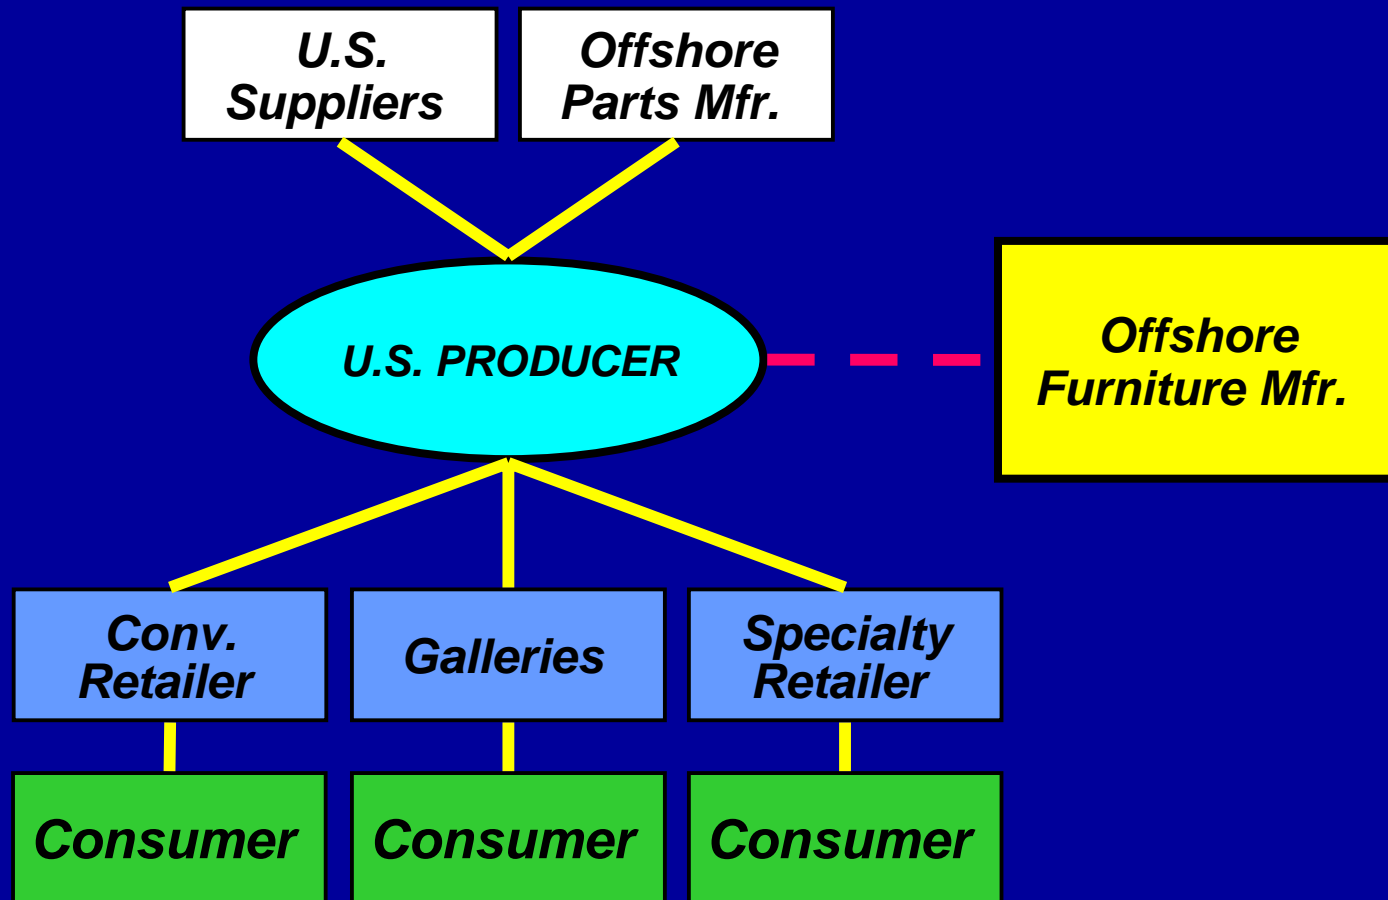 U.S.
Suppliers
Offshore
Parts Mfr.
U.S. PRODUCER
Offshore
Furniture Mfr.
Conv.
Retailer
Galleries
Specialty
Retailer
Consumer
Consumer
Consumer